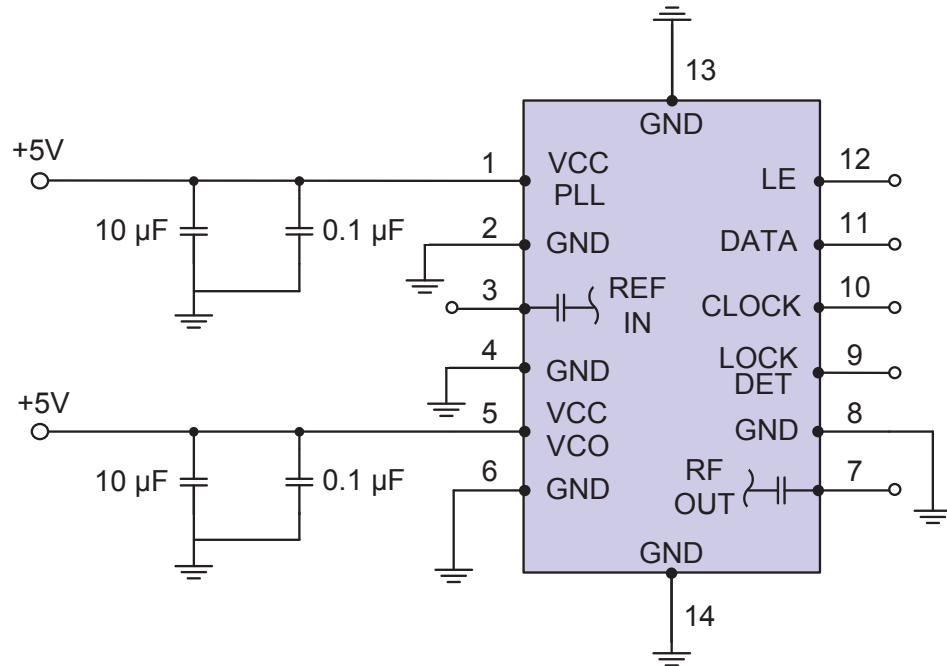 13
GND
+5V
1
VCC
PLL
12
LE
10 µF
0.1 µF
2
GND
11
DATA
3
REF
IN
10
CLOCK
4
GND
9
LOCK
DET
+5V
5
VCC
VCO
8
GND
10 µF
0.1 µF
6
GND
7
RF
OUT
GND
14